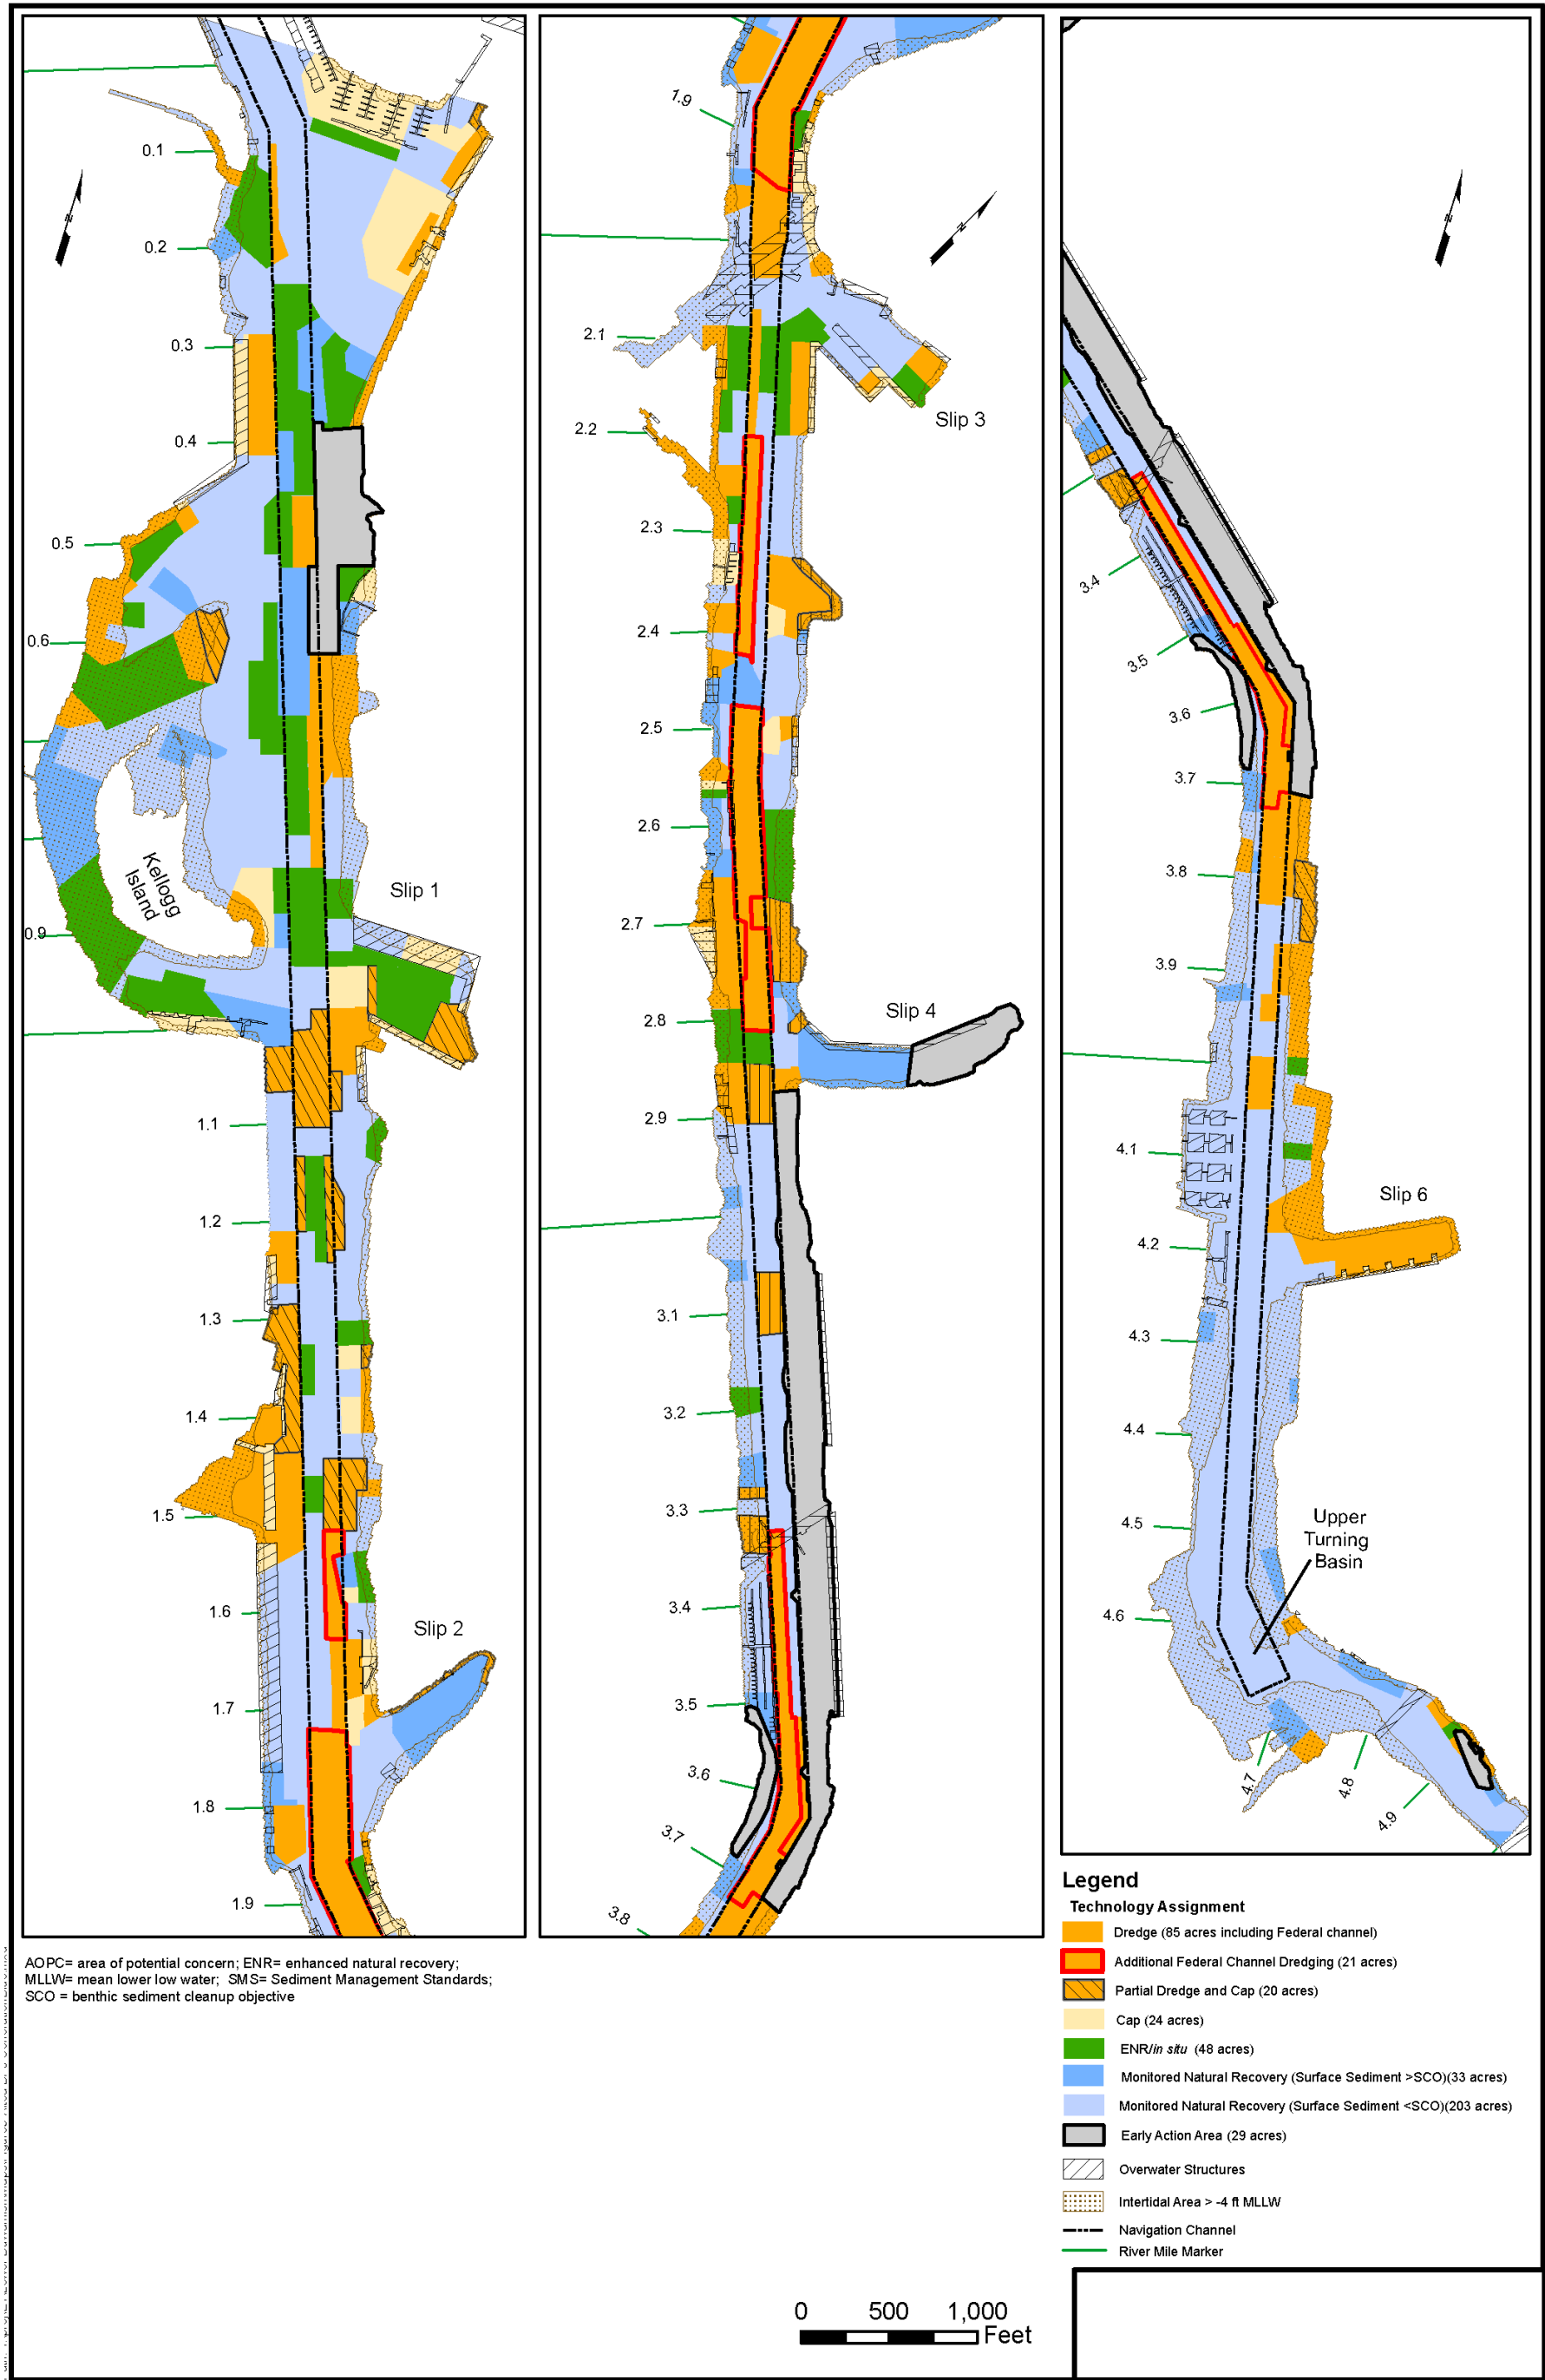 0.1
0.2
0.3
0.4
0.5
0.6
Kellogg
Island
0.9
Slip 1
1.1
1.2
1.3
1.4
1.5
1.6
Slip 2
1.7
1.8
1.9
N
1.9
N
2.1
2.2
Slip 3
2.3
2.4
2.5
2.6
2.7
2.8
Slip 4
2.9
3.1
3.2
3.3
3.4
3.5
3.6
3.7
3.8
N
3.4
3.5
3.6
3.7
3.8
3.9
4.1
Slip 6
4.2
4.3
4.4
4.5
Upper
Turning
Basin
4.6
4.7
4.8
4.9
AOPC= area of potential concern; ENR= enhanced natural recovery;
MLLW= mean lower low water; SMS= Sediment Management Standards;
SCO = benthic sediment cleanup objective
Legend
Technology Assignment
Dredge (85 acres including Federal channel)
Additional Federal Channel Dredging (21 acres)
Partial Dredge and Cap (20 acres)
Cap (24 acres)
ENR/in situ (48 acres)
Monitored Natural Recovery (Surface Sediment >SCO)(33 acres)
Monitored Natural Recovery (Surface Sediment <SCO)(203 acres)
Early Action Area (29 acres)
Overwater Structures
Intertidal Area > -4 ft MLLW
Navigation Channel
River Mile Marker
0 500 1,000
Feet